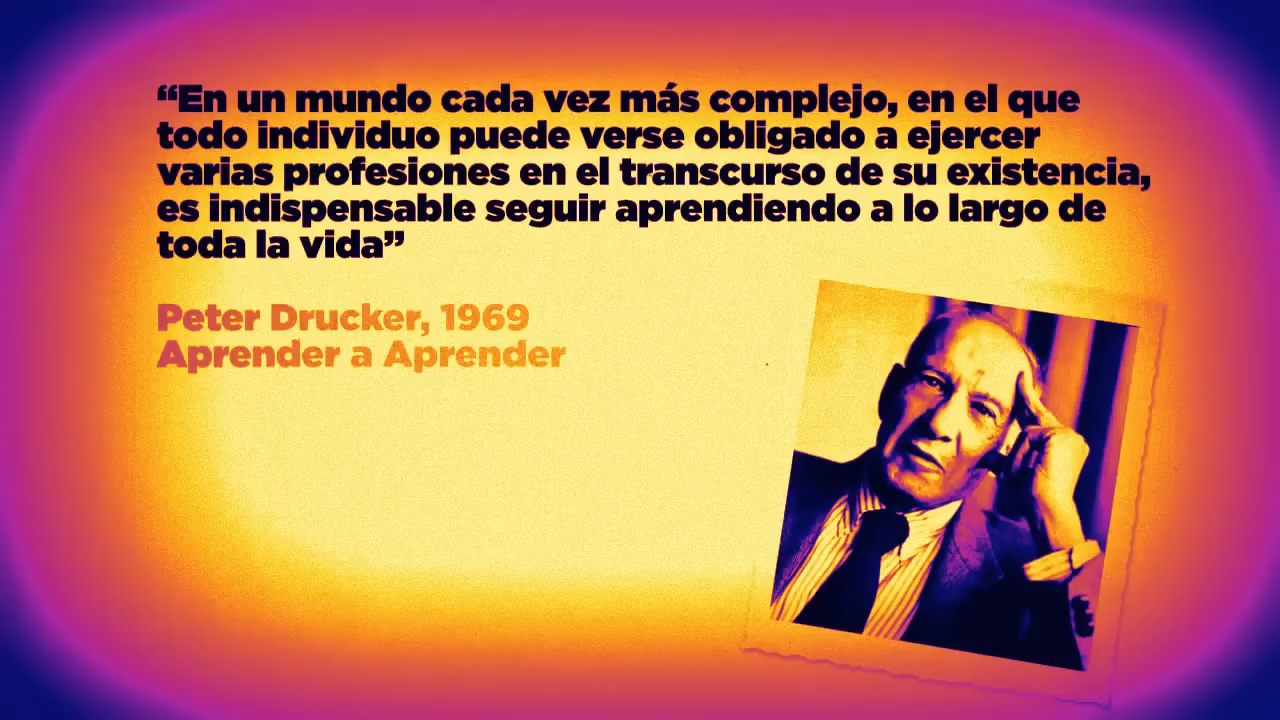 “En un mundo cada vez más complejo, en el que
todo individuo puede verse obligado a ejercer
varias profesiones en el transcurso de su existencia,
es indispensable seguir aprendiendo a lo largo de
toda la vida”
Peter Drucker, 1969
Aprender a Aprender